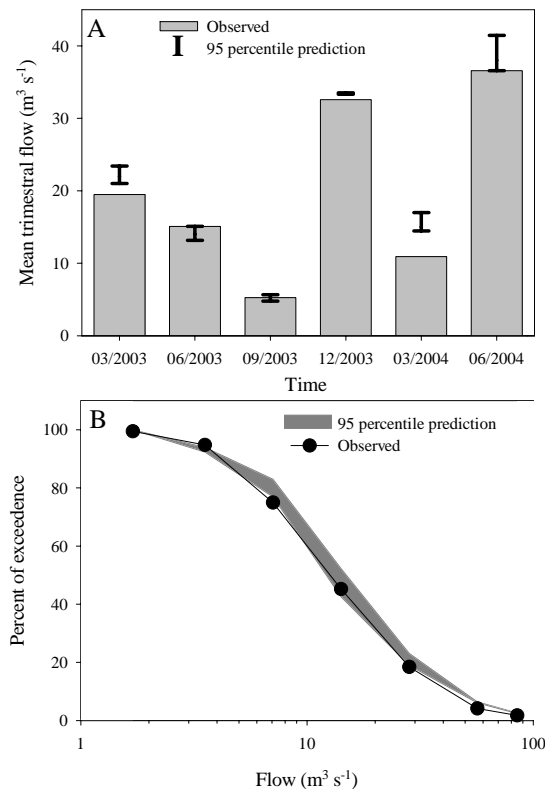 A
Observed
95 percentile prediction
Mean trimestral flow (m³ s⁻¹)
40
30
20
10
0
03/2003 06/2003 09/2003 12/2003 03/2004 06/2004
Time
B
95 percentile prediction
Observed
Percent of exceedence
100
80
60
40
20
0
1 10 100
Flow (m³ s⁻¹)